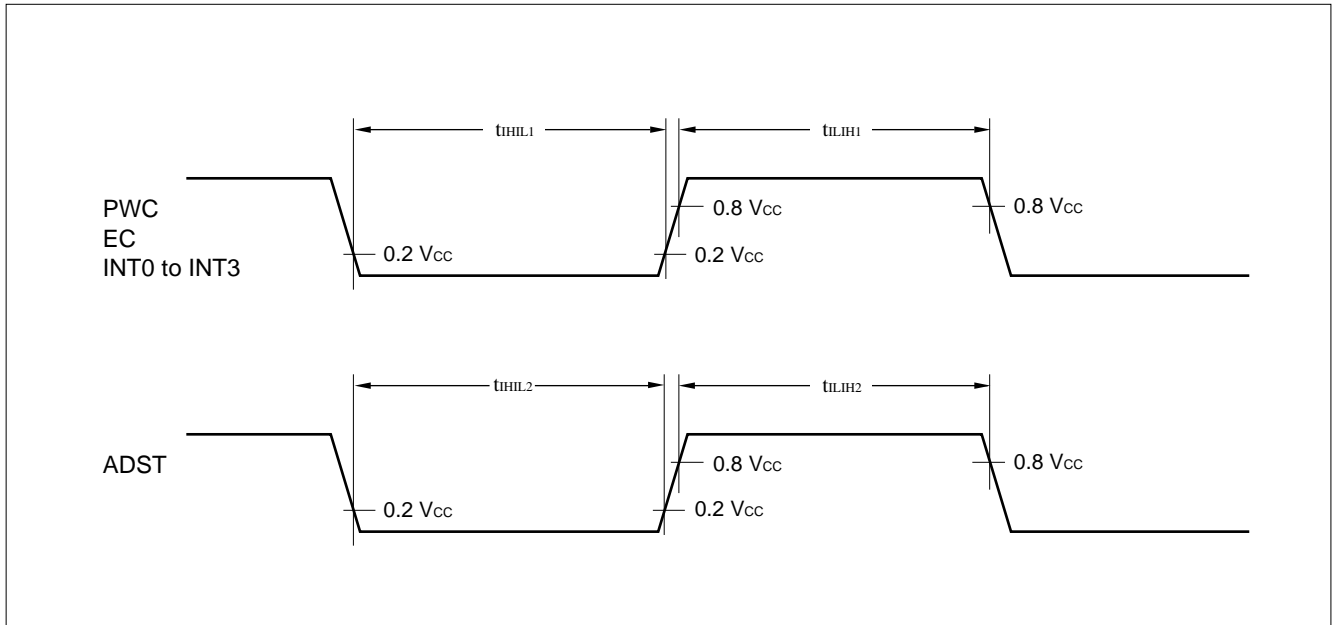 tIHIL1 tILIH1
PWC
EC
INT0 to INT3
0.8 VCC 0.8 VCC
0.2 VCC 0.2 VCC
tIHIL2 tILIH2
ADST
0.8 VCC 0.8 VCC
0.2 VCC 0.2 VCC